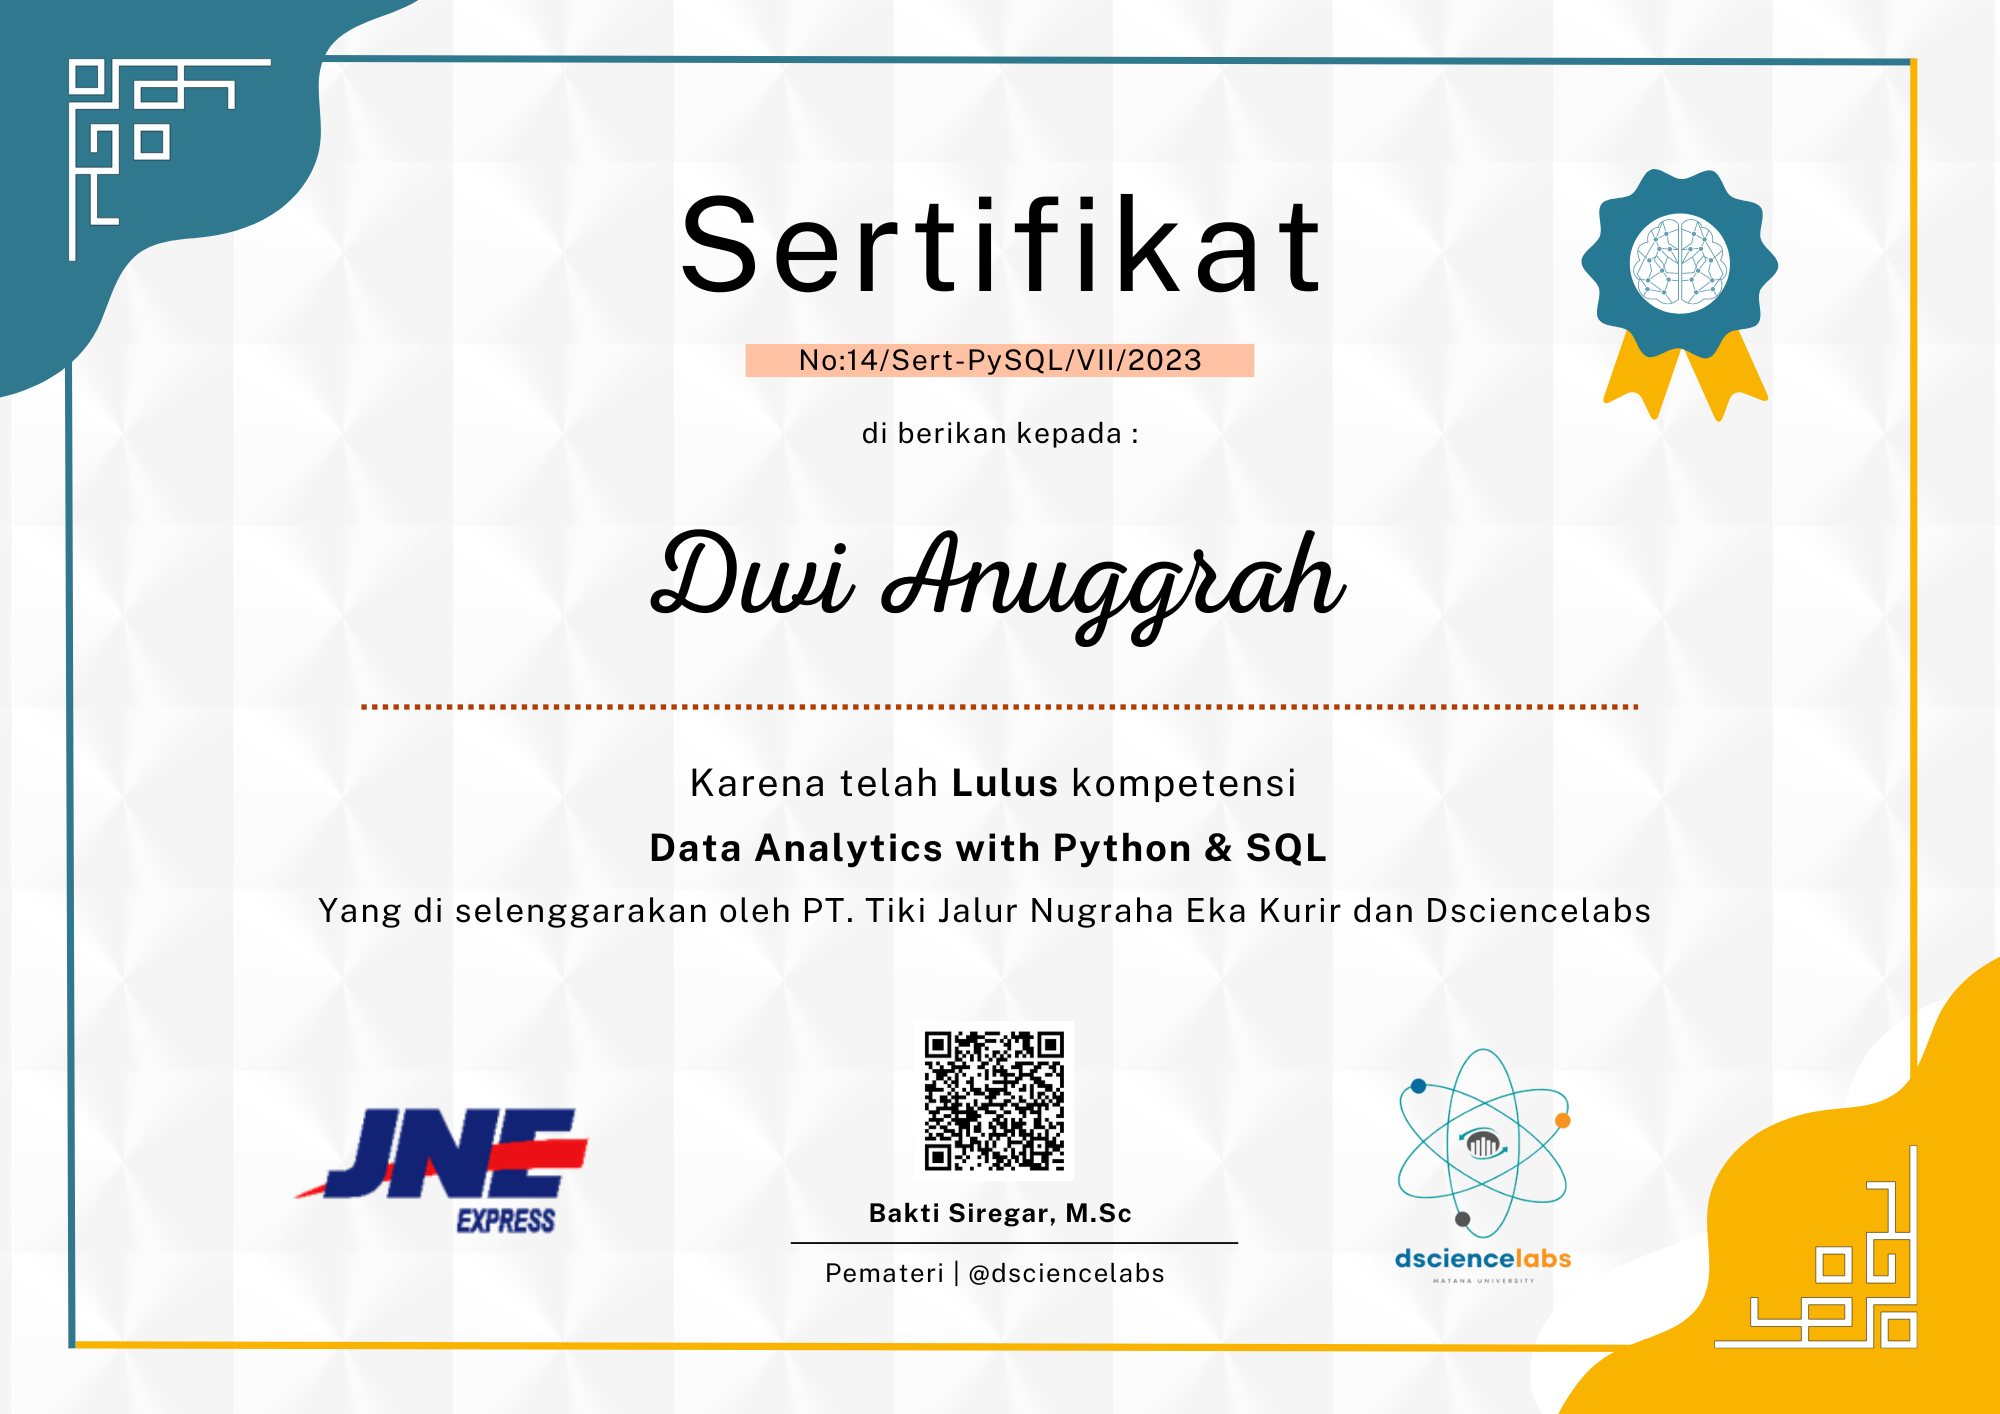 Sertifikat
No:14/Sert-PySQL/VII/2023
di berikan kepada :
Dwi Anuggrah
Karena telah Lulus kompetensi
Data Analytics with Python & SQL
Yang di selenggarakan oleh PT. Tiki Jalur Nugraha Eka Kurir dan Dsciencelabs
JNE
EXPRESS
Bakti Siregar, M.Sc
Pemateri | @dsciencelabs
dsciencelabs
MATANA UNIVERSITY